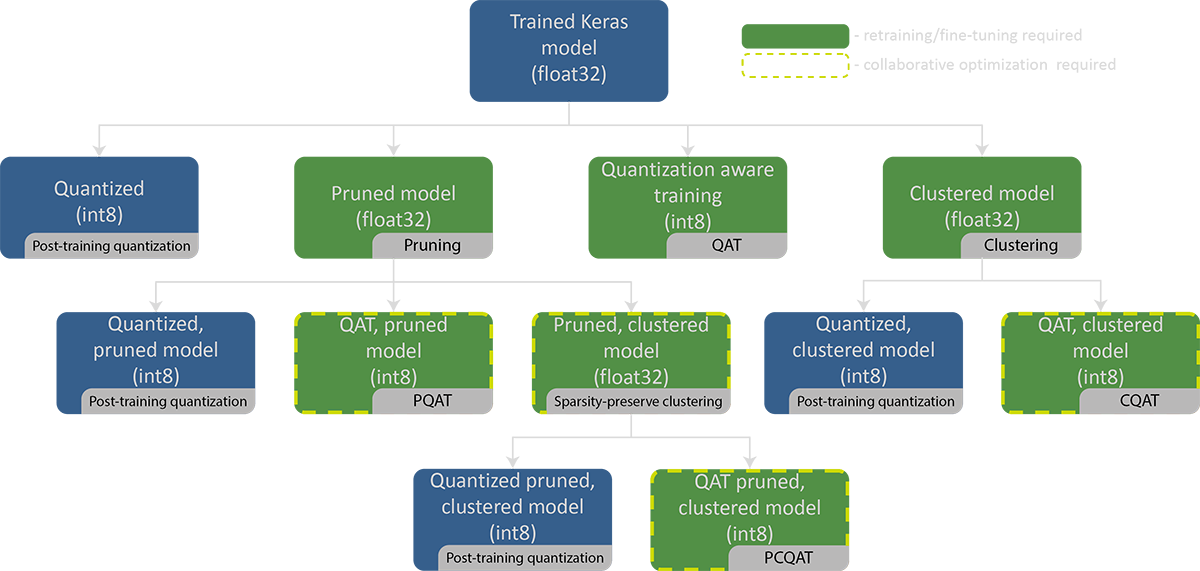 Trained Keras
model
(float32)
- retraining/fine-tuning required
- collaborative optimization required
Quantized
(int8)
Post-training quantization
Pruned model
(float32)
Pruning
Quantization aware
training
(int8)
QAT
Clustered model
(float32)
Clustering
Quantized,
pruned model
(int8)
Post-training quantization
QAT, pruned
model
(int8)
PQAT
Pruned, clustered
model
(float32)
Sparsity-preserve clustering
Quantized,
clustered model
(int8)
Post-training quantization
QAT, clustered
model
(int8)
CQAT
Quantized pruned,
clustered model
(int8)
Post-training quantization
QAT pruned,
clustered model
(int8)
PCQAT